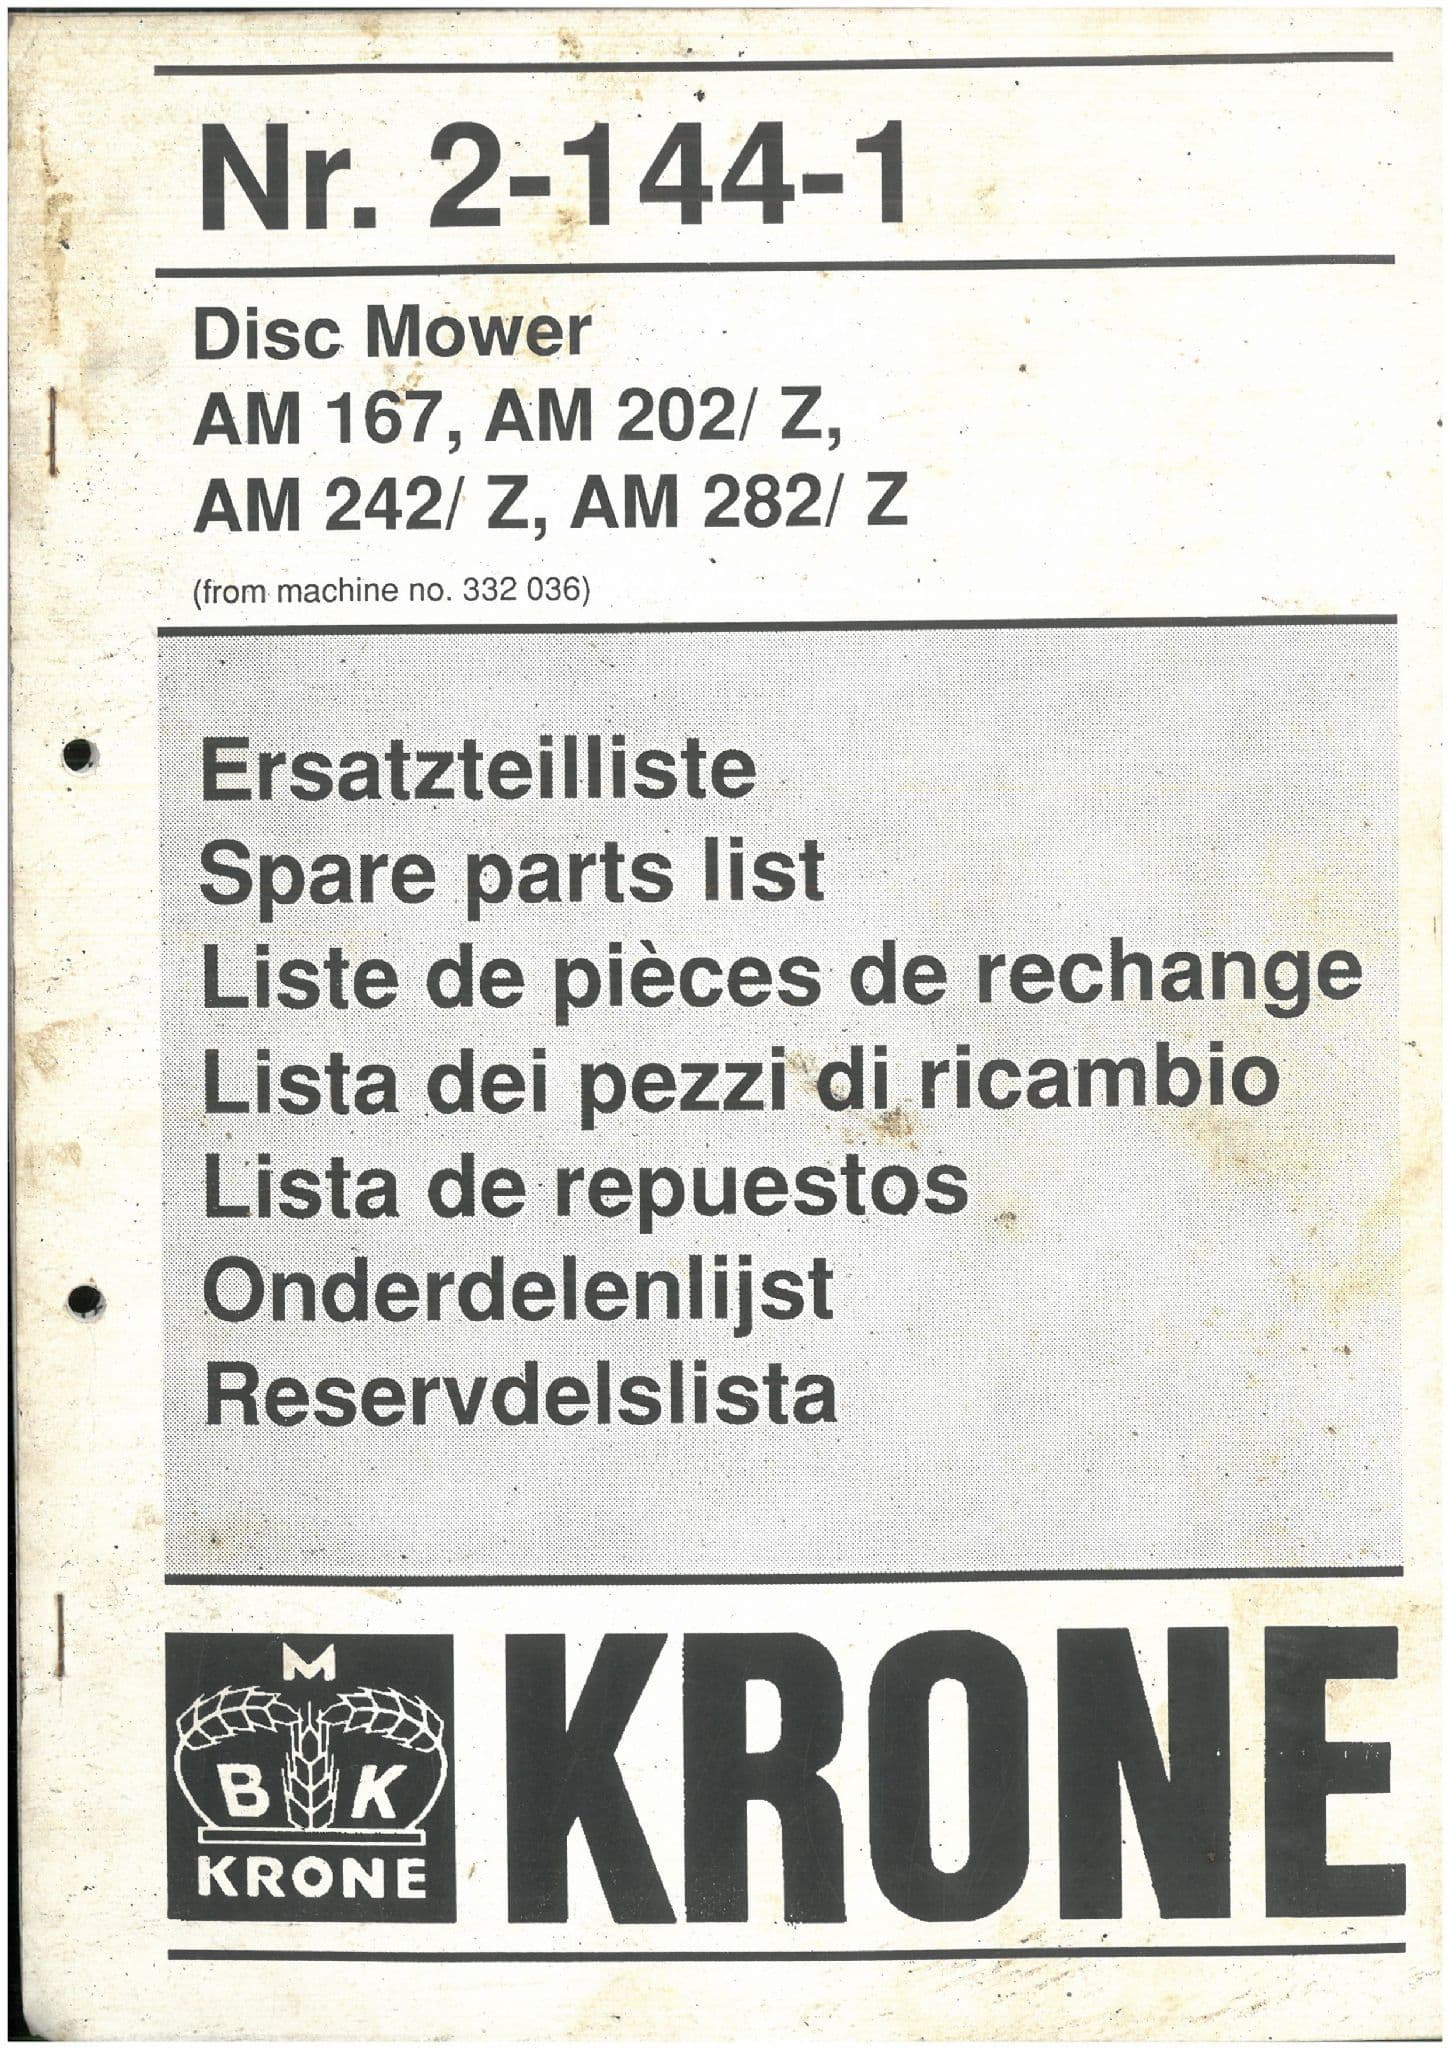 Nr. 2-144-1
Disc Mower
AM 167, AM 202/ Z,
AM 242/ Z, AM 282/ Z
(from machine no. 332 036)
Ersatzteilliste
Spare parts list
Liste de pièces de rechange
Lista dei pezzi di ricambio
Lista de repuestos
Onderdelenlijst
Reservdelslista
M
B K
KRONE
KRONE